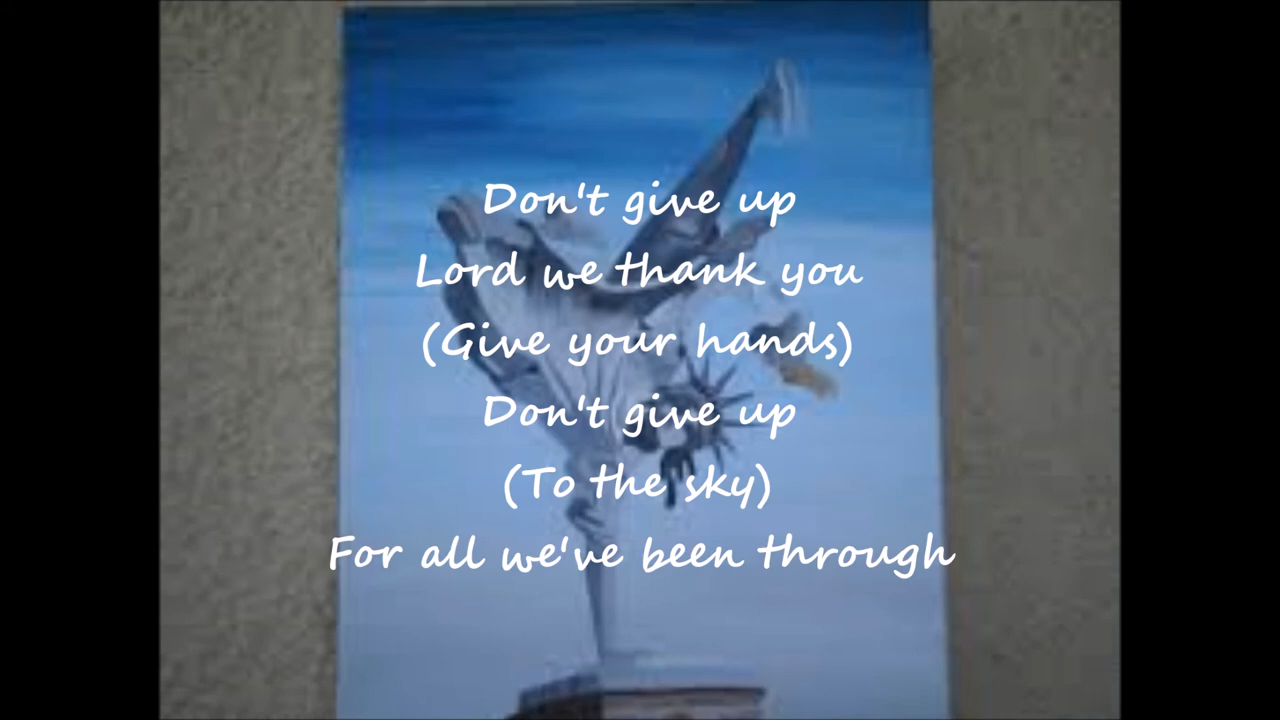 Don't give up
Lord we thank you
(Give your hands)
Don't give up
(To the sky)
For all we've been through